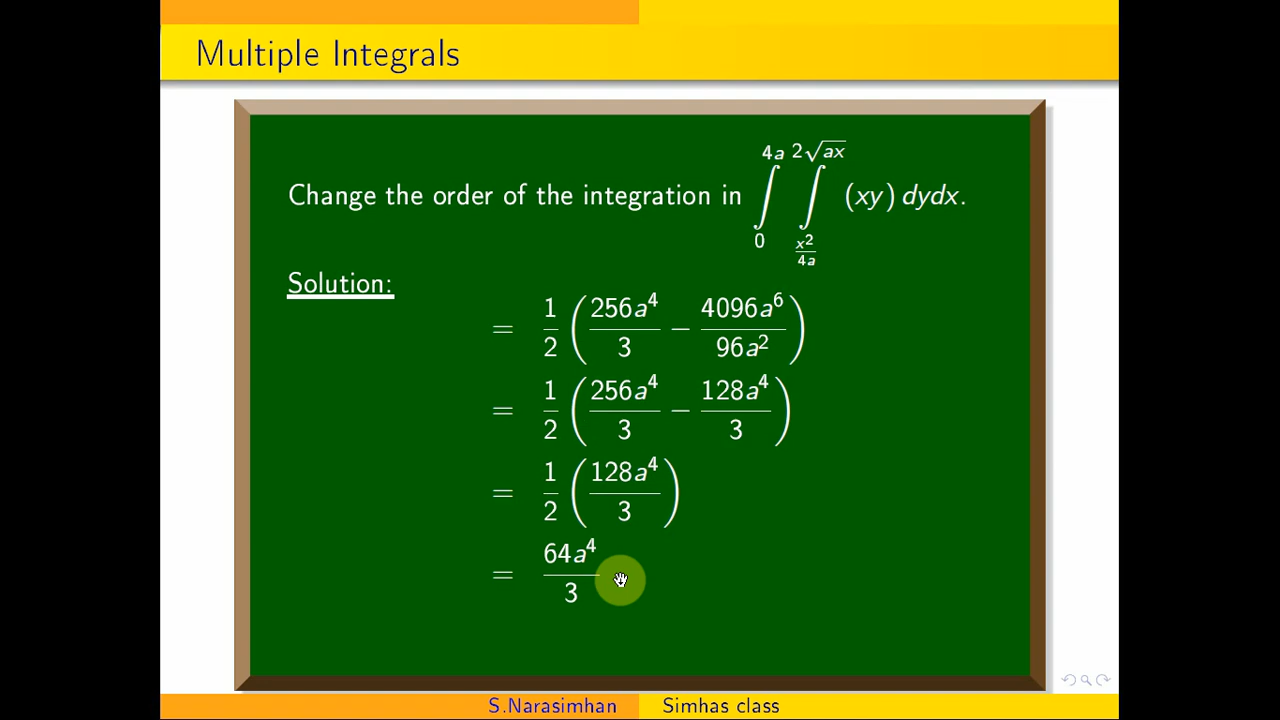 Multiple Integrals
Change the order of the integration in ∫_0^{4a} ∫_{x²/4a}^{2√ax} (xy) dydx.
Solution:
= 1/2 (256a⁴/3 − 4096a⁶/96a²)
= 1/2 (256a⁴/3 − 128a⁴/3)
= 1/2 (128a⁴/3)
= 64a⁴/3
S.Narasimhan Simhas class